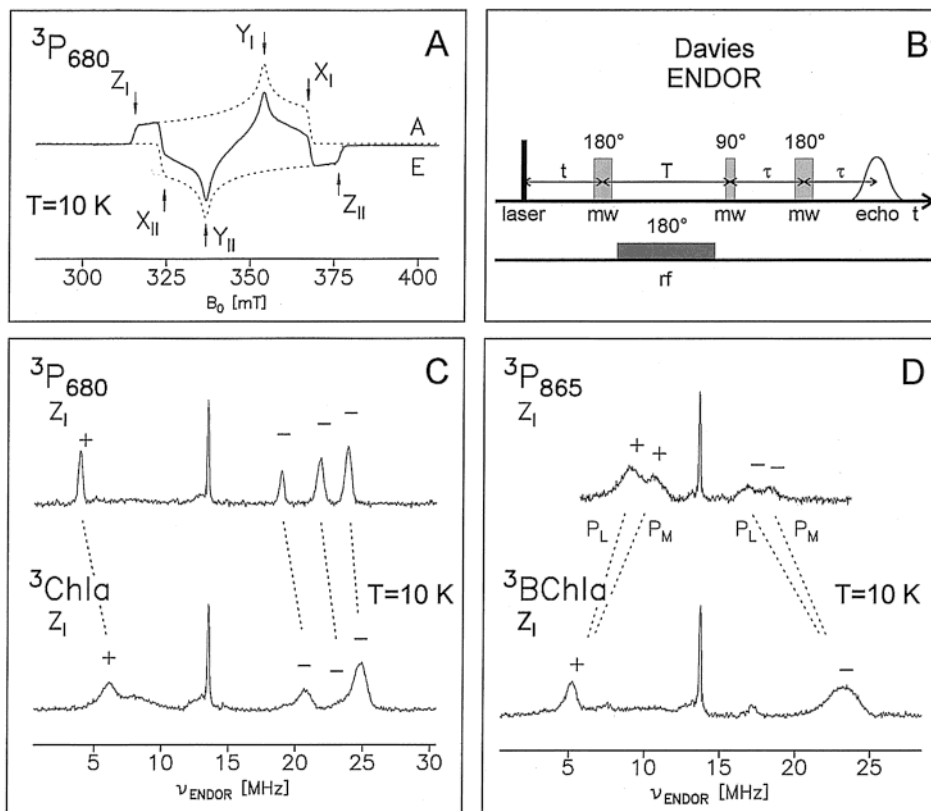 ³P₆₈₀
A
Z_I
Y_I
X_I
A
E
T=10 K
X_II
Y_II
Z_II
300
325
350
375
400
B₀ [mT]
B
Davies
ENDOR
180°
90°
180°
t
T
τ
τ
laser
mw
mw
mw
echo
t
180°
rf
³P₆₈₀
Z_I
C
+
−
−
−
³Chla
Z_I
T=10 K
+
−
−
−
5
10
15
20
25
30
ν_ENDOR [MHz]
³P₈₆₅
Z_I
D
+
+
−
−
P_L
P_M
P_L
P_M
³BChla
Z_I
T=10 K
+
−
5
10
15
20
25
ν_ENDOR [MHz]